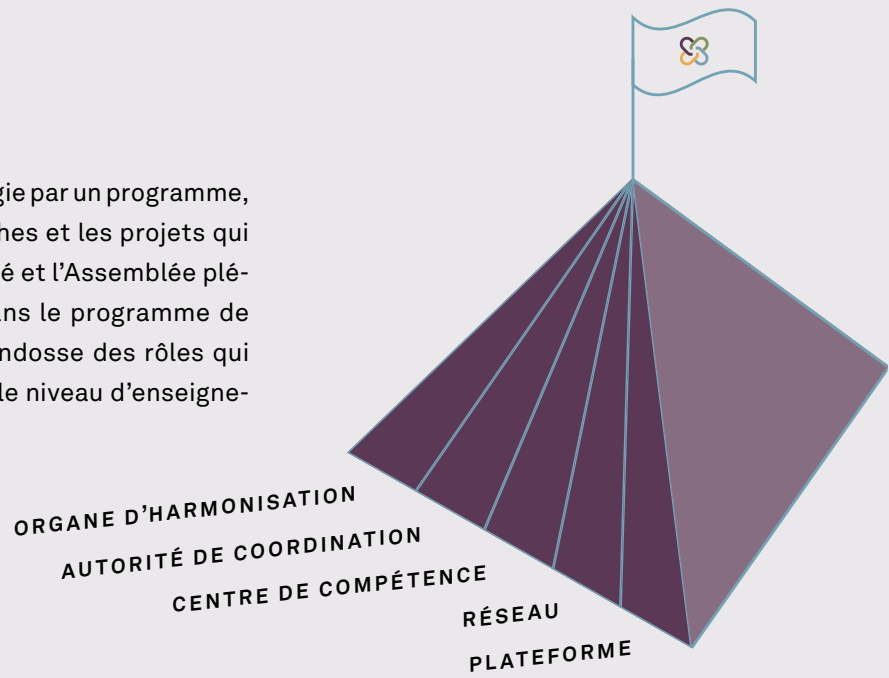 gie par un programme,
hes et les projets qui
é et l’Assemblée plé-
ns le programme de
ndosse des rôles qui
le niveau d’enseigne-
ORGANE D’HARMONISATION
AUTORITÉ DE COORDINATION
CENTRE DE COMPÉTENCE
RÉSEAU
PLATEFORME